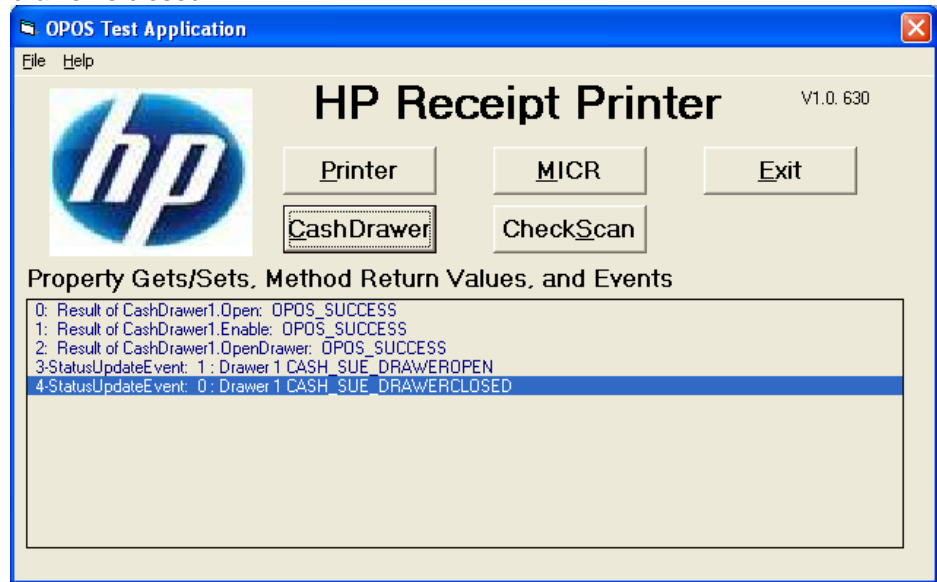 OPOS Test Application
File Help
HP Receipt Printer
V1.0. 630
hp
Printer
MICR
Exit
CashDrawer
CheckScan
Property Gets/Sets, Method Return Values, and Events
0: Result of CashDrawer1.Open: OPOS_SUCCESS
1: Result of CashDrawer1.Enable: OPOS_SUCCESS
2: Result of CashDrawer1.OpenDrawer: OPOS_SUCCESS
3-StatusUpdateEvent: 1 : Drawer 1 CASH_SUE_DRAWEROPEN
4-StatusUpdateEvent: 0 : Drawer 1 CASH_SUE_DRAWERCLOSED